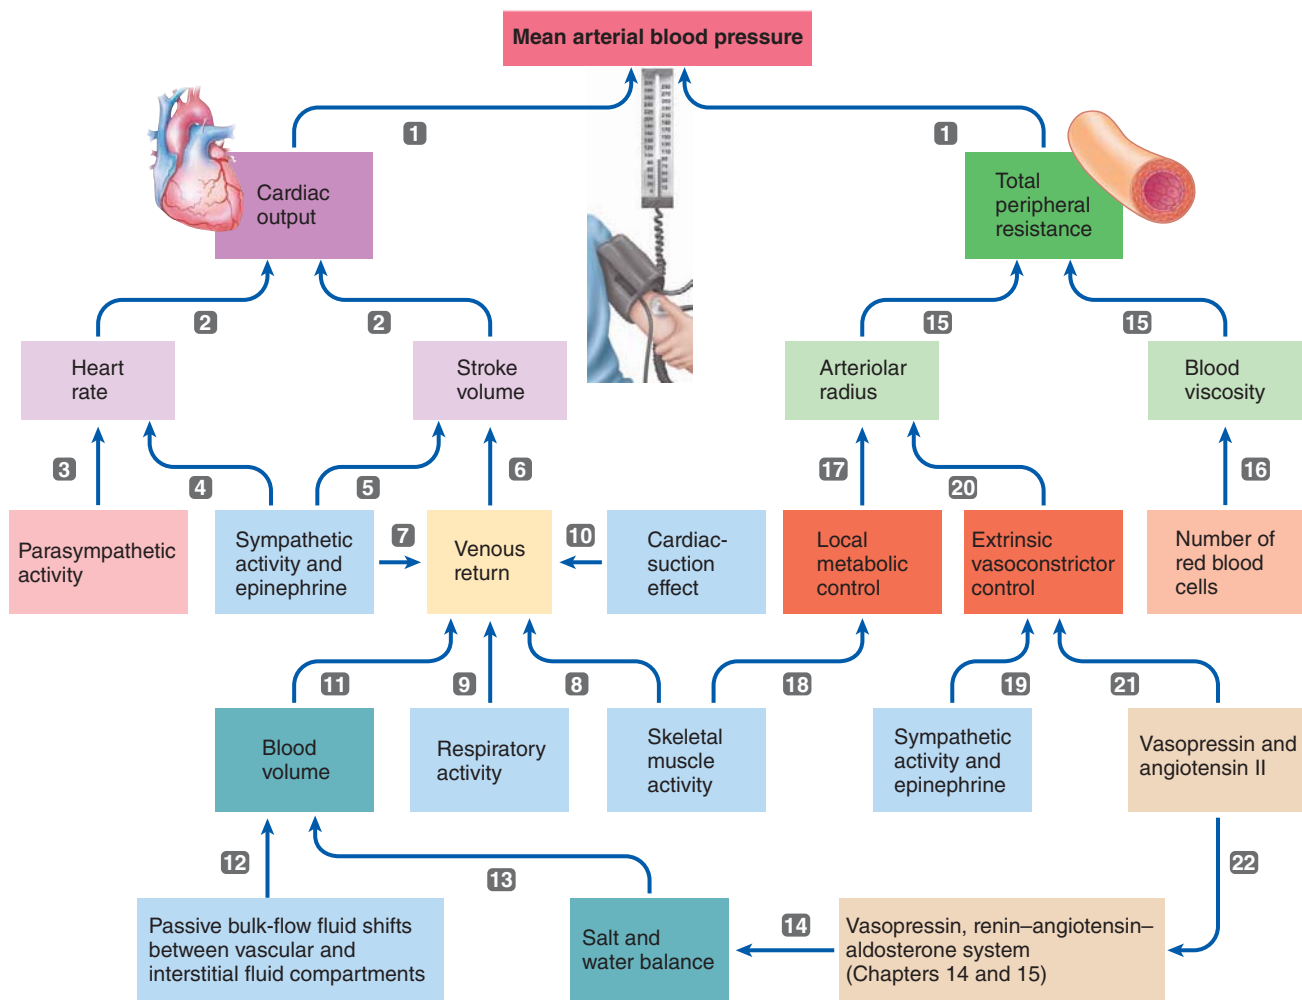 Mean arterial blood pressure
1
1
Cardiac
output
Total
peripheral
resistance
2
2
15
15
Heart
rate
Stroke
volume
Arteriolar
radius
Blood
viscosity
3
4
5
6
17
20
16
Parasympathetic
activity
Sympathetic
activity and
epinephrine
7
Venous
return
10
Cardiac-
suction
effect
Local
metabolic
control
Extrinsic
vasoconstrictor
control
Number of
red blood
cells
11
9
8
18
19
21
Blood
volume
Respiratory
activity
Skeletal
muscle
activity
Sympathetic
activity and
epinephrine
Vasopressin and
angiotensin II
12
13
22
Passive bulk-flow fluid shifts
between vascular and
interstitial fluid compartments
Salt and
water balance
14
Vasopressin, renin–angiotensin–
aldosterone system
(Chapters 14 and 15)